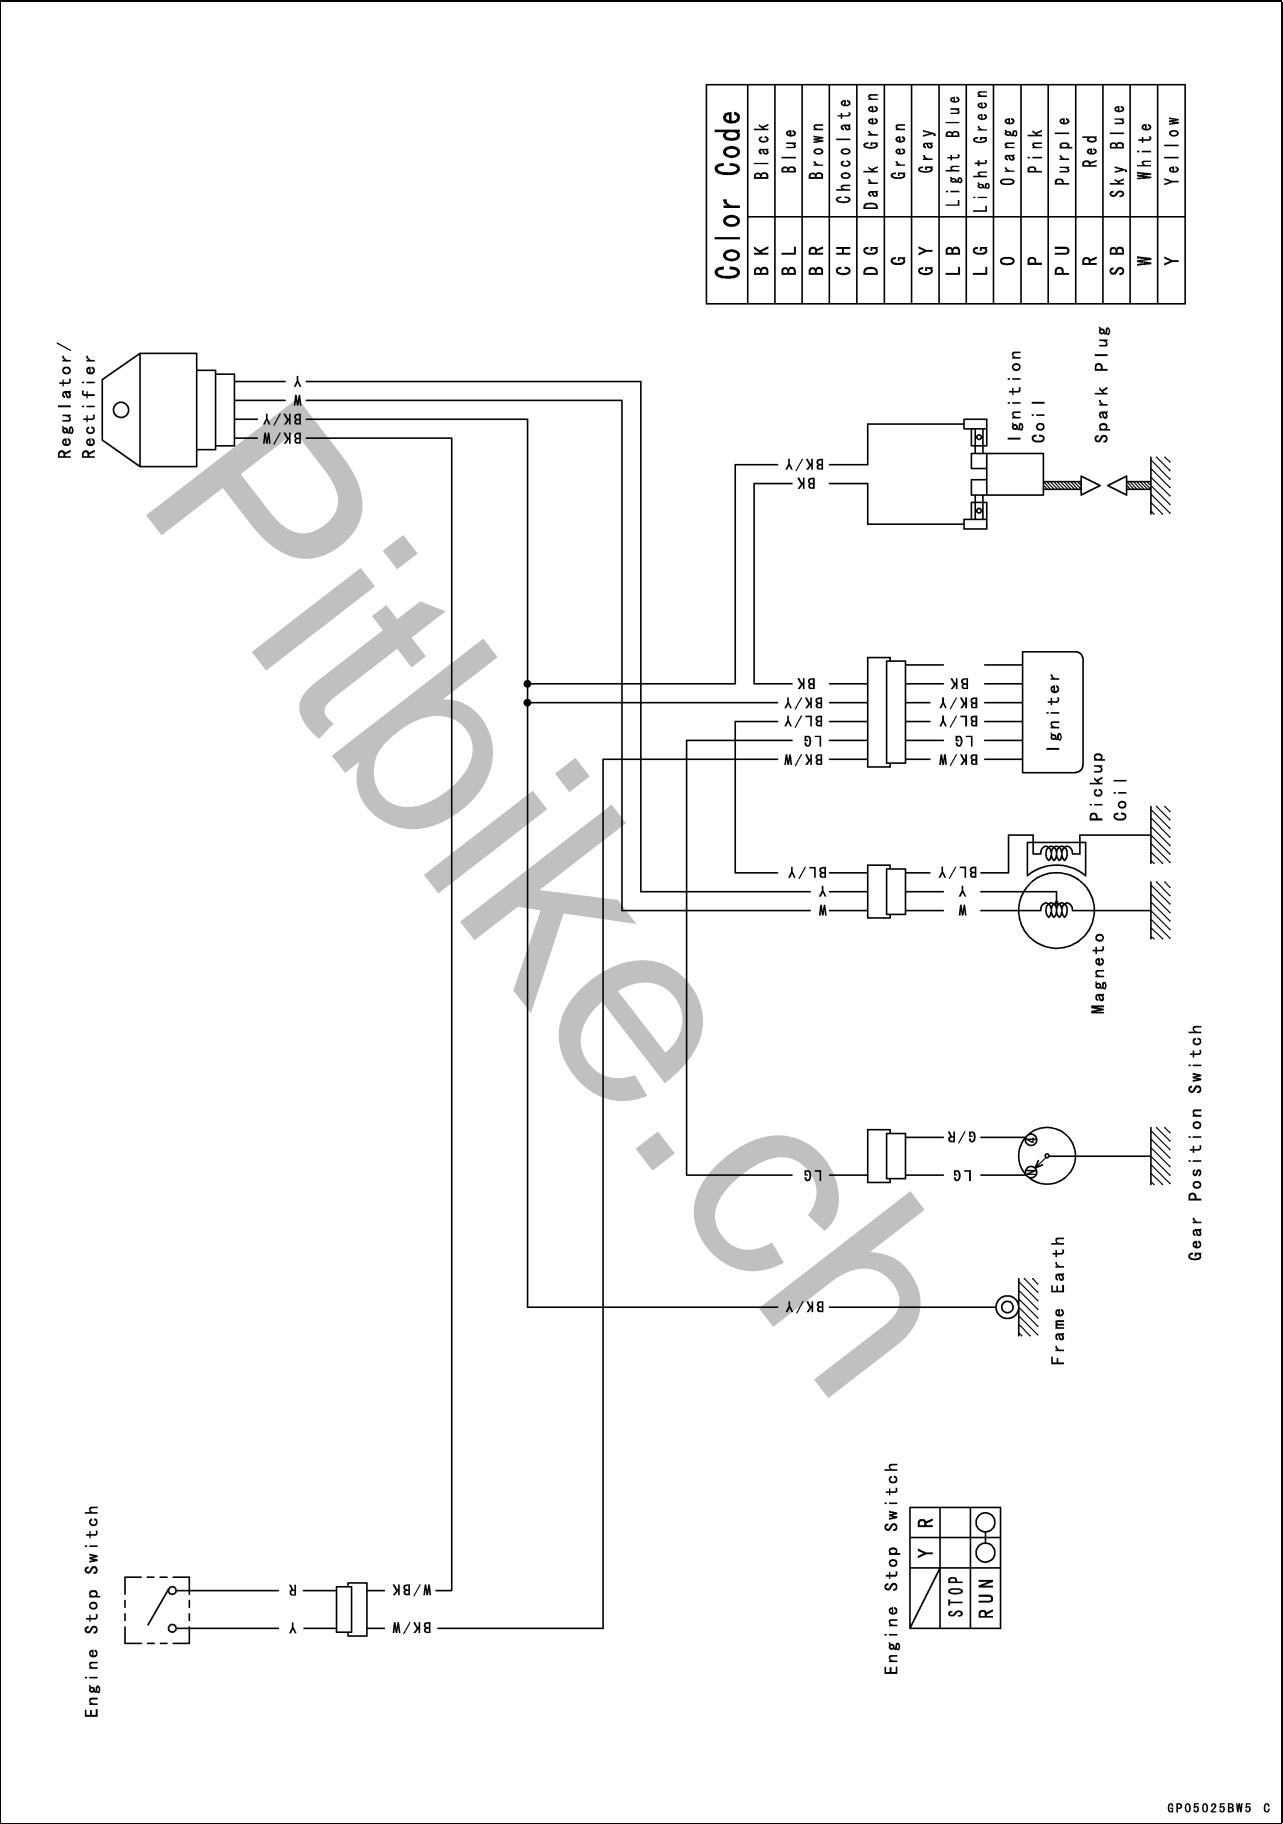 Color Code
BK Black
BL Blue
BR Brown
CH Chocolate
DG Dark Green
G Green
GY Gray
LB Light Blue
LG Light Green
O Orange
P Pink
PU Purple
R Red
SB Sky Blue
W White
Y Yellow
Regulator/
Rectifier
Y
W
BK/Y
BK/W
Ignition
Coil
Spark Plug
BK/Y
BK
Igniter
BK
BK/Y
BL/Y
LG
BK/W
BK
BK/Y
BL/Y
LG
BK/W
Pickup
Coil
Magneto
BL/Y
Y
W
BL/Y
Y
W
Gear Position Switch
G/R
LG
LG
4
N
Frame Earth
BK/Y
Engine Stop Switch
R
Y
W/BK
BK/W
Engine Stop Switch
Y R
STOP
RUN
Pitbike.ch
GP05025BW5 C